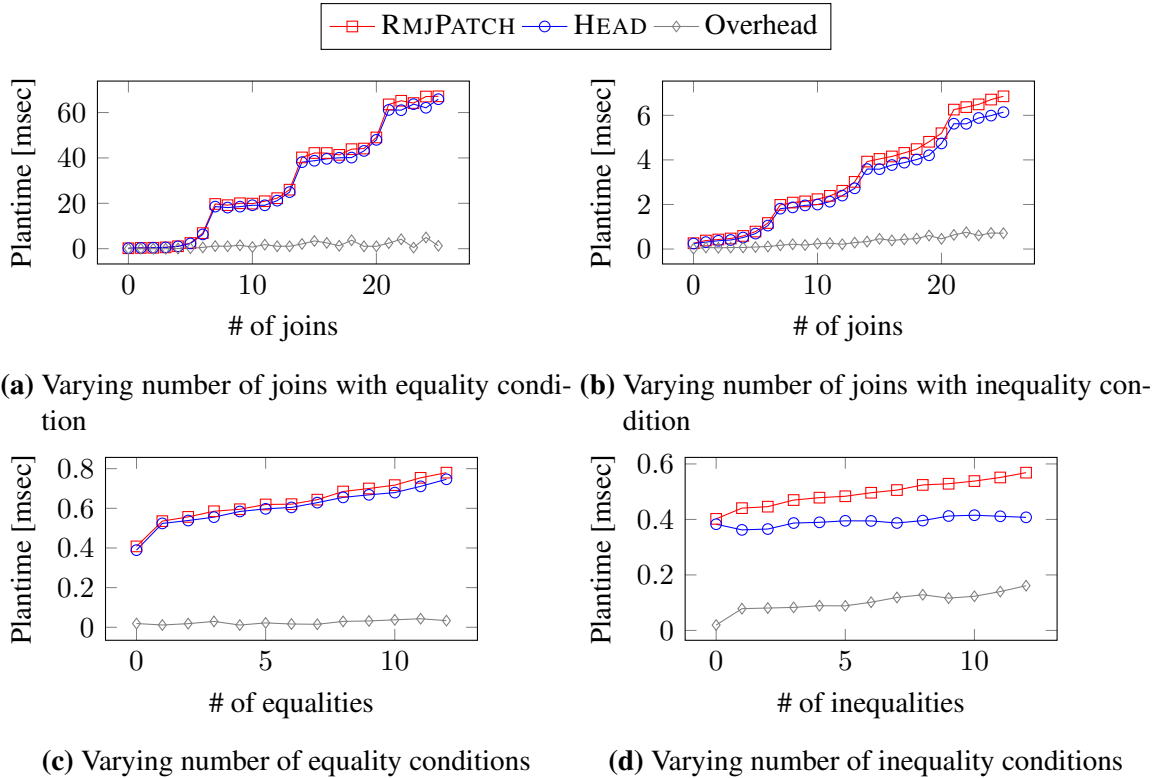 RMJPATCH HEAD Overhead
Plantime [msec]
60
40
20
0
0 10 20
# of joins
Plantime [msec]
6
4
2
0
0 10 20
# of joins
(a) Varying number of joins with equality condi-
tion
(b) Varying number of joins with inequality con-
dition
Plantime [msec]
0.8
0.6
0.4
0.2
0
0 5 10
# of equalities
Plantime [msec]
0.6
0.4
0.2
0
0 5 10
# of inequalities
(c) Varying number of equality conditions
(d) Varying number of inequality conditions